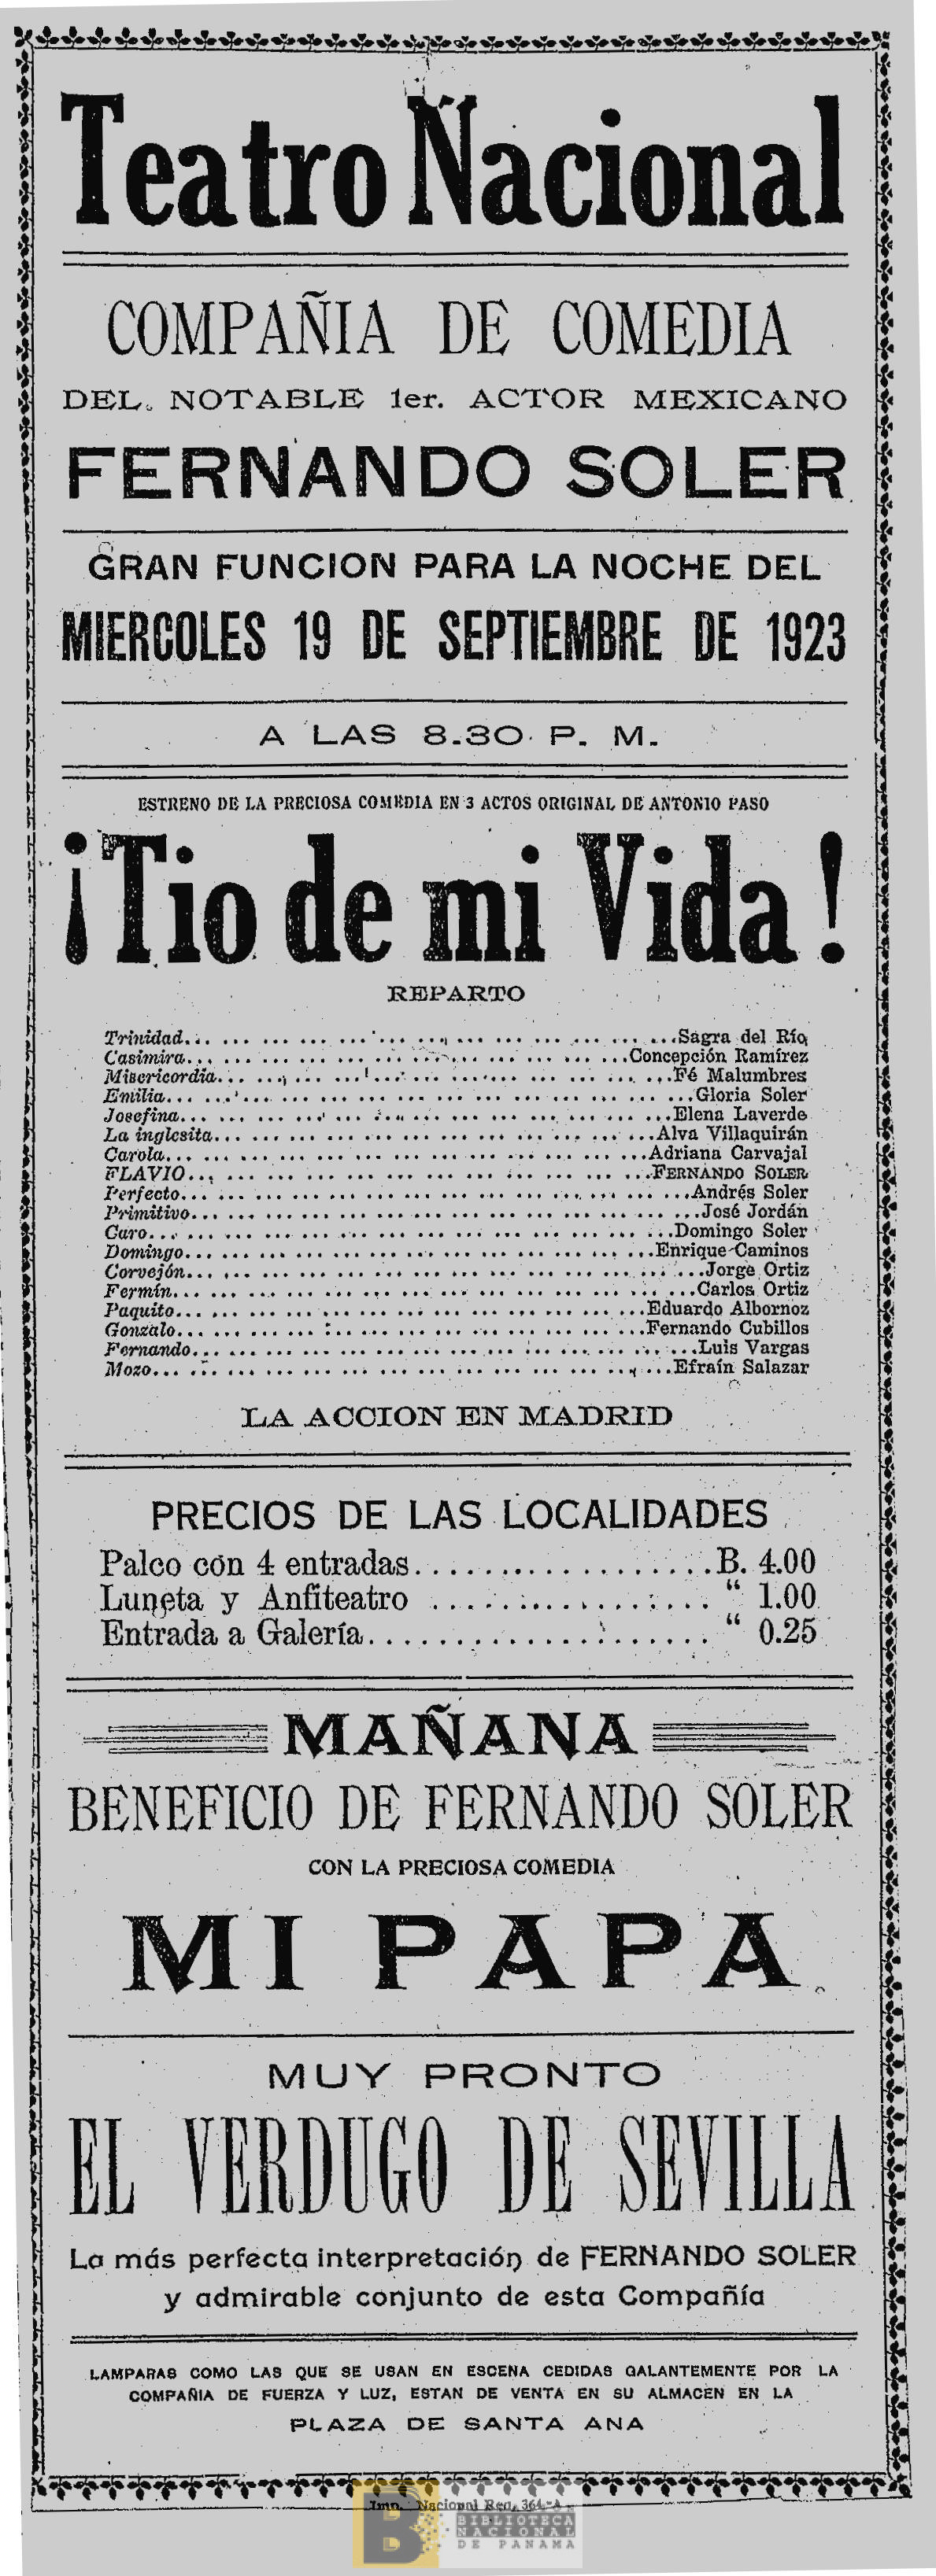 Teatro Nacional
COMPAÑIA DE COMEDIA
DEL NOTABLE 1er. ACTOR MEXICANO
FERNANDO SOLER
GRAN FUNCION PARA LA NOCHE DEL
MIERCOLES 19 DE SEPTIEMBRE DE 1923
A LAS 8.30 P. M.
ESTRENO DE LA PRECIOSA COMEDIA EN 3 ACTOS ORIGINAL DE ANTONIO PASO
¡Tio de mi Vida!
REPARTO
Trinidad... Sagra del Río
Casimira... Concepción Ramírez
Misericordia... Fé Malumbres
Emilia... Gloria Soler
Josefina... Elena Laverde
La inglesita... Alva Villaquirán
Carola... Adriana Carvajal
FLAVIO... FERNANDO SOLER
Perfecto... Andrés Soler
Primitivo... José Jordán
Caro... Domingo Soler
Domingo... Enrique Caminos
Corvejón... Jorge Ortiz
Fermín... Carlos Ortiz
Paquito... Eduardo Albornoz
Gonzalo... Fernando Cubillos
Fernando... Luis Vargas
Mozo... Efraín Salazar
LA ACCION EN MADRID
PRECIOS DE LAS LOCALIDADES
Palco con 4 entradas... B. 4.00
Luneta y Anfiteatro ... “ 1.00
Entrada a Galería... “ 0.25
MAÑANA
BENEFICIO DE FERNANDO SOLER
CON LA PRECIOSA COMEDIA
MI PAPA
MUY PRONTO
EL VERDUGO DE SEVILLA
La más perfecta interpretación de FERNANDO SOLER
y admirable conjunto de esta Compañía
LAMPARAS COMO LAS QUE SE USAN EN ESCENA CEDIDAS GALANTEMENTE POR LA
COMPAÑIA DE FUERZA Y LUZ, ESTAN DE VENTA EN SU ALMACEN EN LA
PLAZA DE SANTA ANA
Imp. Nacional Req. 364-A
B
BIBLIOTECA
NACIONAL
DE PANAMA